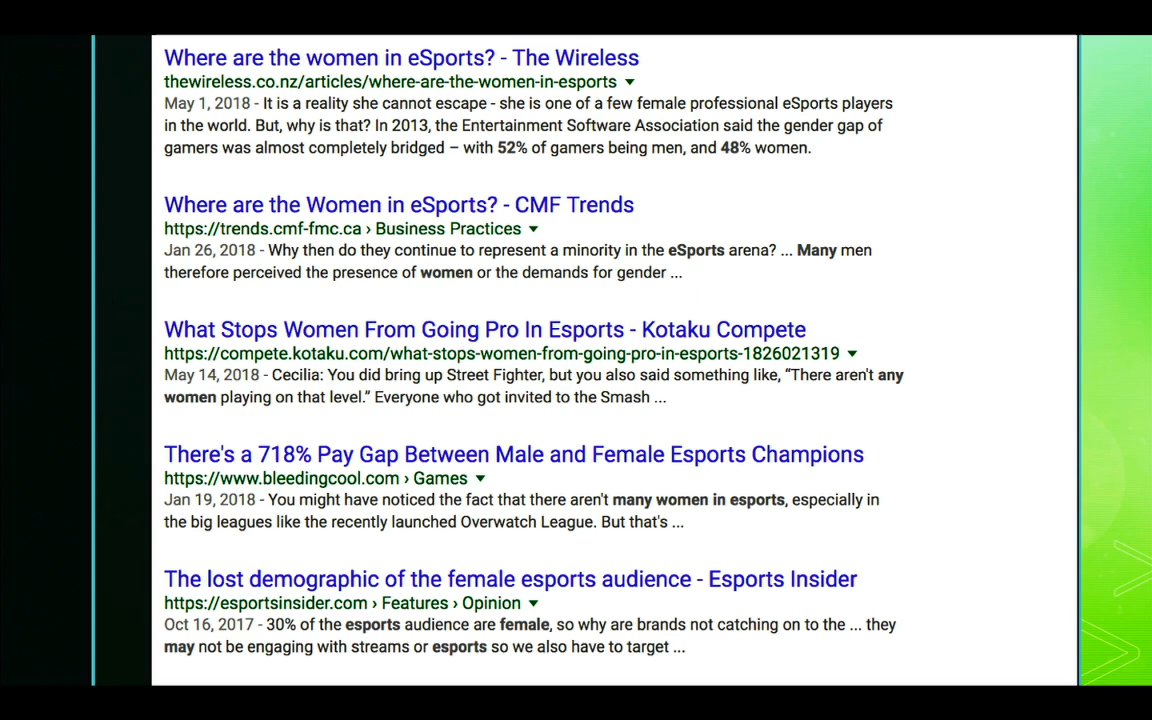 Where are the women in eSports? - The Wireless
thewireless.co.nz/articles/where-are-the-women-in-esports ▼
May 1, 2018 - It is a reality she cannot escape - she is one of a few female professional eSports players
in the world. But, why is that? In 2013, the Entertainment Software Association said the gender gap of
gamers was almost completely bridged – with 52% of gamers being men, and 48% women.
Where are the Women in eSports? - CMF Trends
https://trends.cmf-fmc.ca › Business Practices ▼
Jan 26, 2018 - Why then do they continue to represent a minority in the eSports arena? ... Many men
therefore perceived the presence of women or the demands for gender ...
What Stops Women From Going Pro In Esports - Kotaku Compete
https://compete.kotaku.com/what-stops-women-from-going-pro-in-esports-1826021319 ▼
May 14, 2018 - Cecilia: You did bring up Street Fighter, but you also said something like, “There aren't any
women playing on that level.” Everyone who got invited to the Smash ...
There's a 718% Pay Gap Between Male and Female Esports Champions
https://www.bleedingcool.com › Games ▼
Jan 19, 2018 - You might have noticed the fact that there aren't many women in esports, especially in
the big leagues like the recently launched Overwatch League. But that's ...
The lost demographic of the female esports audience - Esports Insider
https://esportsinsider.com › Features › Opinion ▼
Oct 16, 2017 - 30% of the esports audience are female, so why are brands not catching on to the ... they
may not be engaging with streams or esports so we also have to target ...